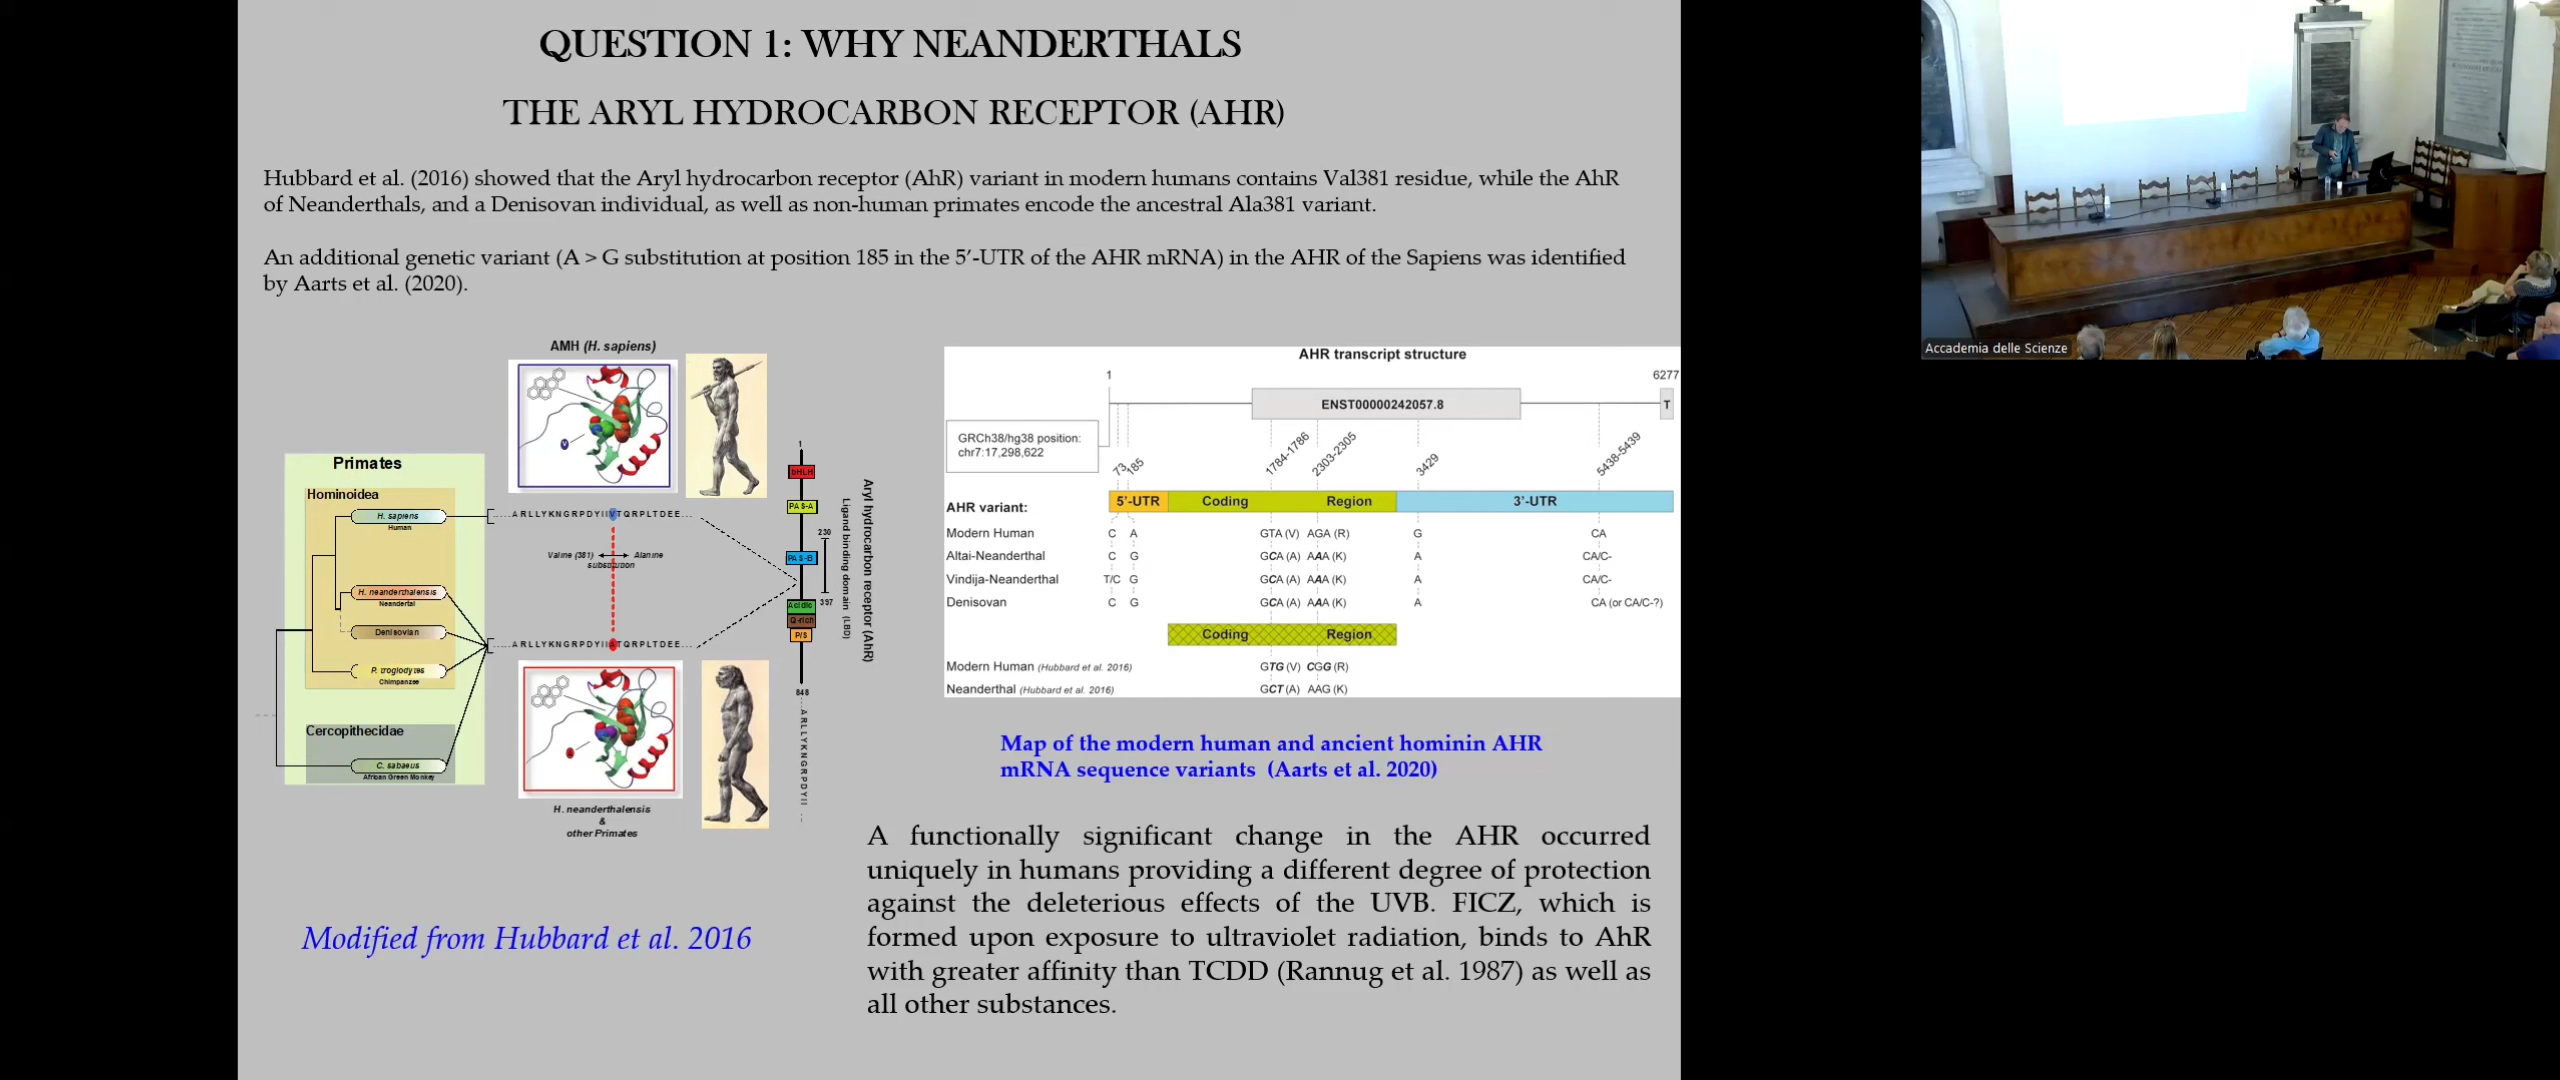 QUESTION 1: WHY NEANDERTHALS
THE ARYL HYDROCARBON RECEPTOR (AHR)
Hubbard et al. (2016) showed that the Aryl hydrocarbon receptor (AhR) variant in modern humans contains Val381 residue, while the AhR
of Neanderthals, and a Denisovan individual, as well as non-human primates encode the ancestral Ala381 variant.
An additional genetic variant (A > G substitution at position 185 in the 5’-UTR of the AHR mRNA) in the AHR of the Sapiens was identified
by Aarts et al. (2020).
AMH (H. sapiens)
V
Primates
Hominoidea
H. sapiens
Human
H. neanderthalensis
Neandertal
Denisovian
P. troglodytes
Chimpanzee
Cercopithecidae
C. sabaeus
African Green Monkey
...ARLLYKNGRPDYIIVTQRPLTDEE...
Valine (381) Alanine
substitution
...ARLLYKNGRPDYIIATQRPLTDEE...
A
H. neanderthalensis
&
other Primates
1
bHLH
PAS-A
230
PAS-B
397
Acidic
Q-rich
P/S
848
...ARLLYKNGRPDYII...
Ligand binding domain (LBD)
Aryl hydrocarbon receptor (AhR)
Modified from Hubbard et al. 2016
AHR transcript structure
1 6277
ENST00000242057.8 T
GRCh38/hg38 position:
chr7:17,298,622
73 185 1784-1786 2303-2305 3429 5438-5439
5'-UTR Coding Region 3'-UTR
AHR variant:
Modern Human C A GTA (V) AGA (R) G CA
Altai-Neanderthal C G GCA (A) AAA (K) A CA/C-
Vindija-Neanderthal T/C G GCA (A) AAA (K) A CA/C-
Denisovan C G GCA (A) AAA (K) A CA (or CA/C-?)
Coding Region
Modern Human (Hubbard et al. 2016) GTG (V) CGG (R)
Neanderthal (Hubbard et al. 2016) GCT (A) AAG (K)
Map of the modern human and ancient hominin AHR
mRNA sequence variants (Aarts et al. 2020)
A functionally significant change in the AHR occurred
uniquely in humans providing a different degree of protection
against the deleterious effects of the UVB. FICZ, which is
formed upon exposure to ultraviolet radiation, binds to AhR
with greater affinity than TCDD (Rannug et al. 1987) as well as
all other substances.
Accademia delle Scienze